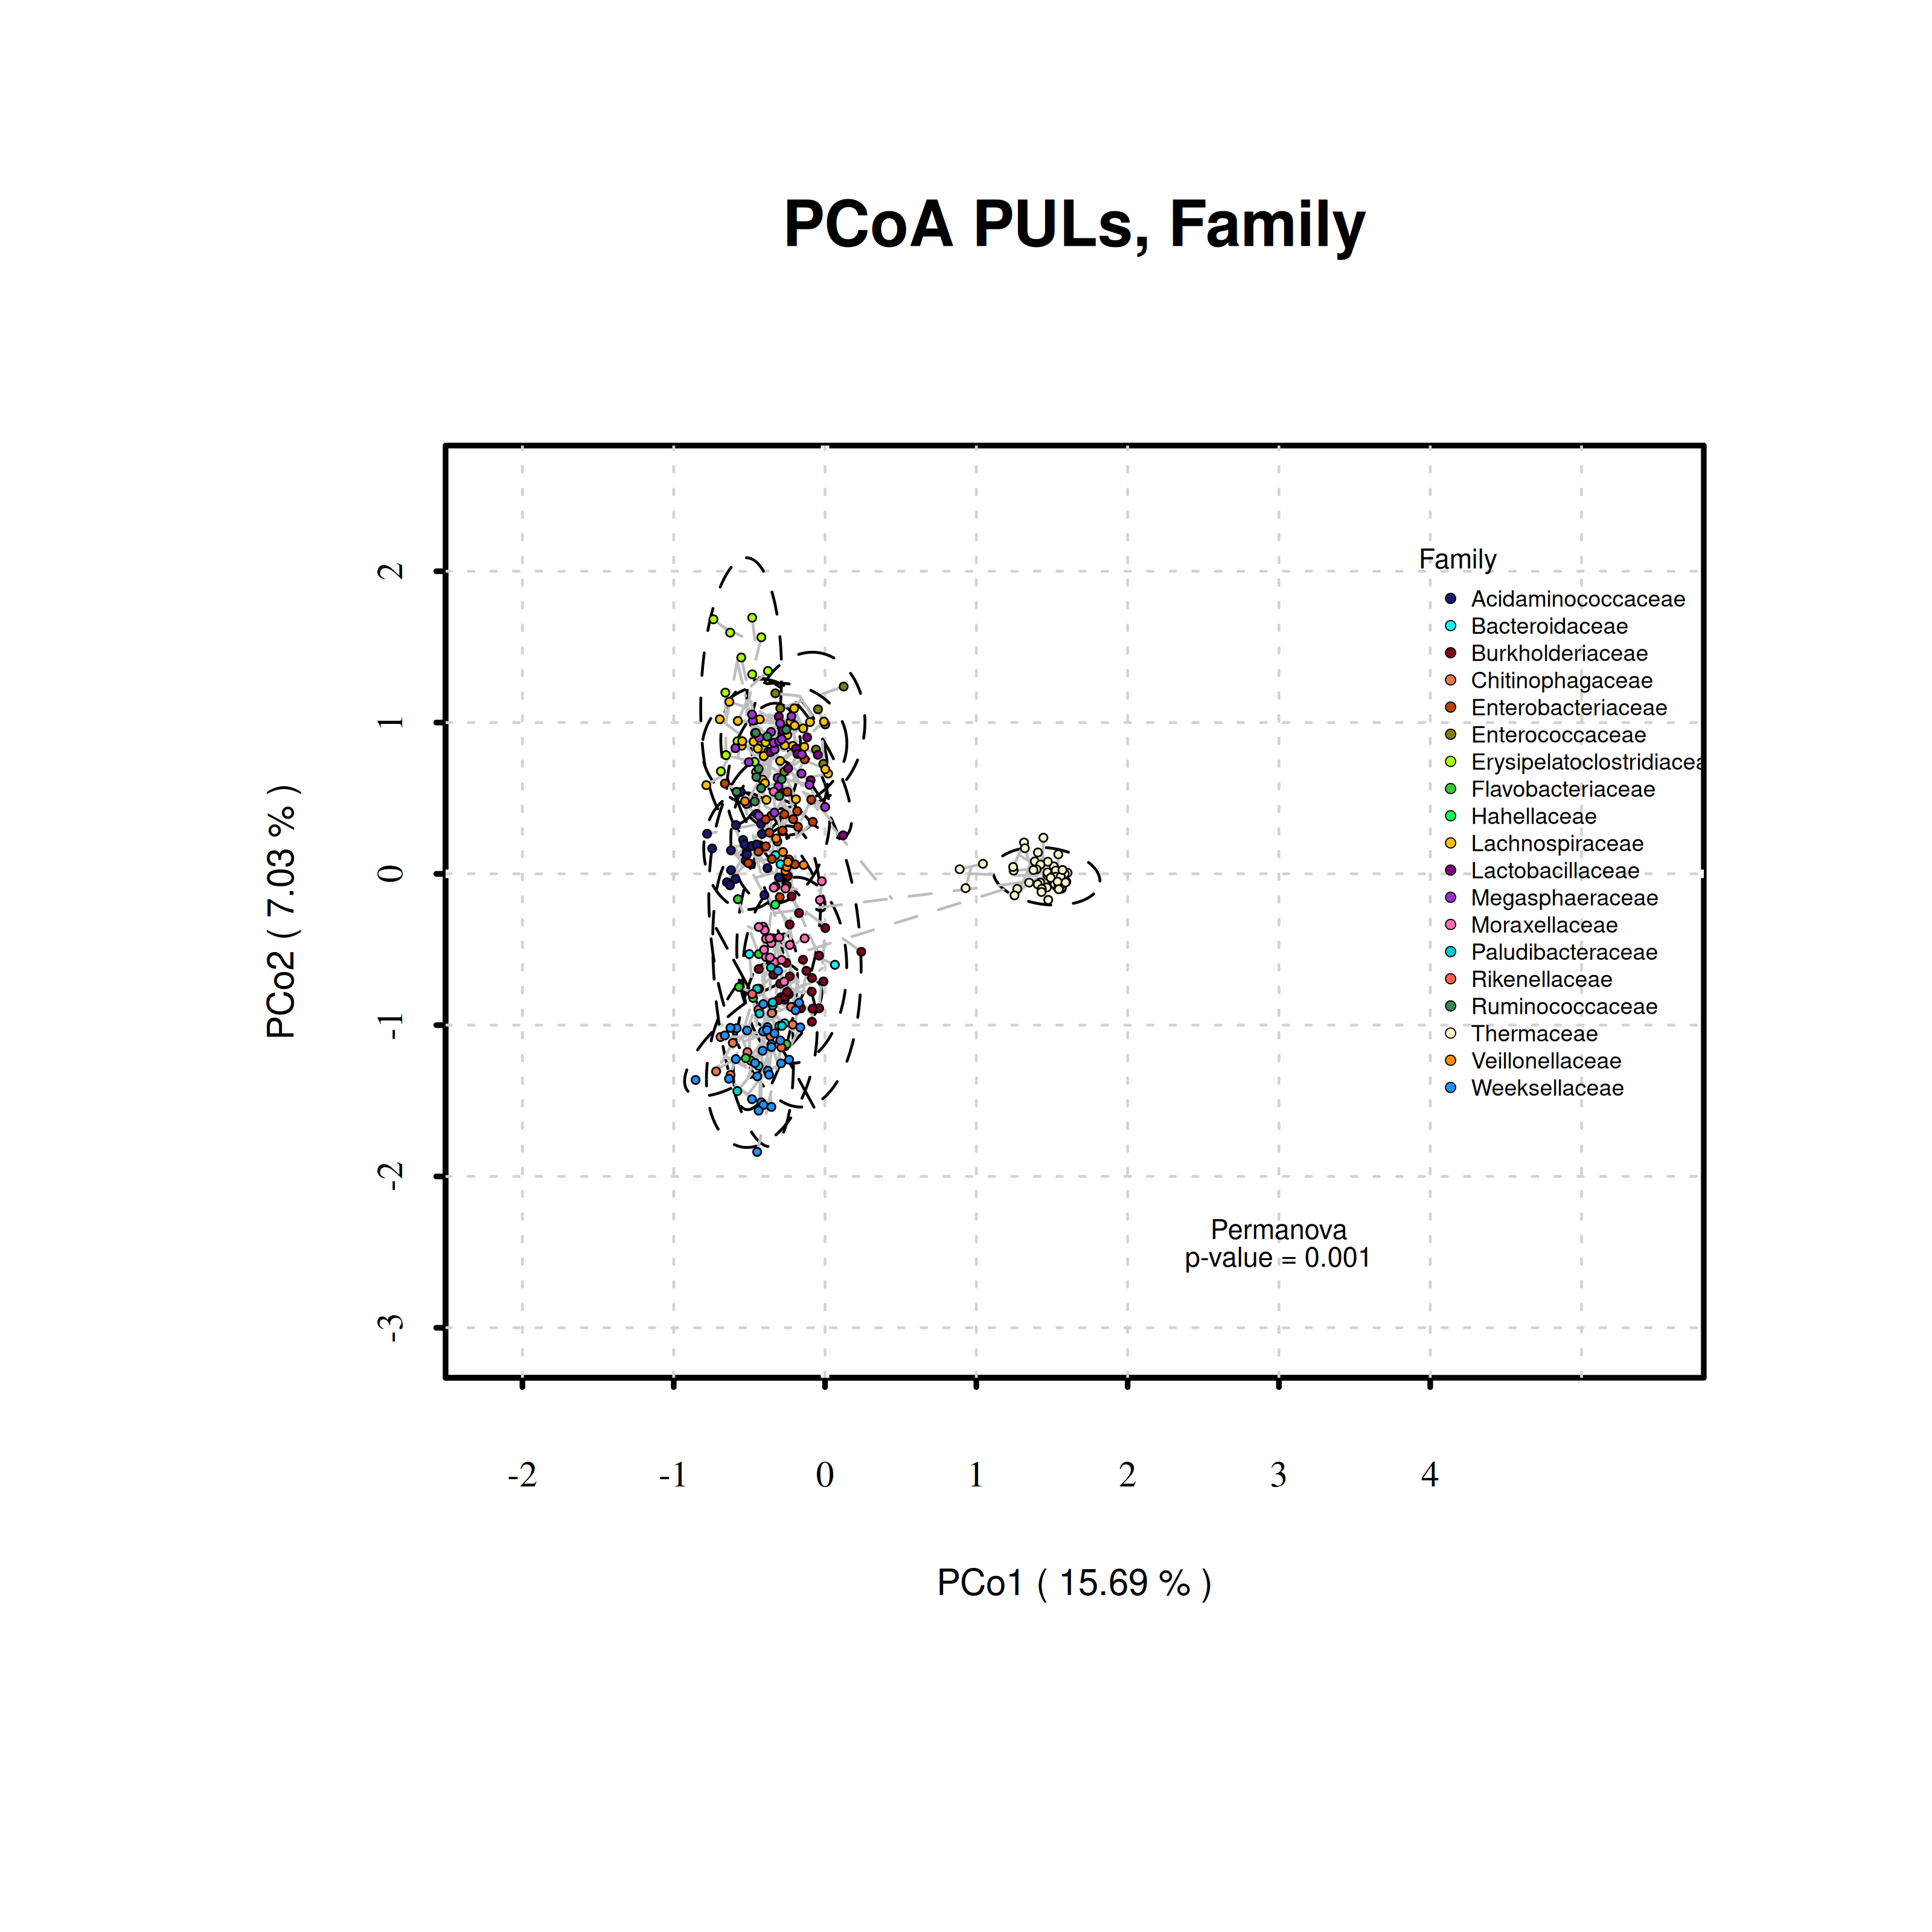 PCoA PULs, Family
PCo2 ( 7.03 % )
2
1
0
-1
-2
-3
Family
Acidaminococcaceae
Bacteroidaceae
Burkholderiaceae
Chitinophagaceae
Enterobacteriaceae
Enterococcaceae
Erysipelatoclostridiacea
Flavobacteriaceae
Hahellaceae
Lachnospiraceae
Lactobacillaceae
Megasphaeraceae
Moraxellaceae
Paludibacteraceae
Rikenellaceae
Ruminococcaceae
Thermaceae
Veillonellaceae
Weeksellaceae
Permanova
p-value = 0.001
-2 -1 0 1 2 3 4
PCo1 ( 15.69 % )